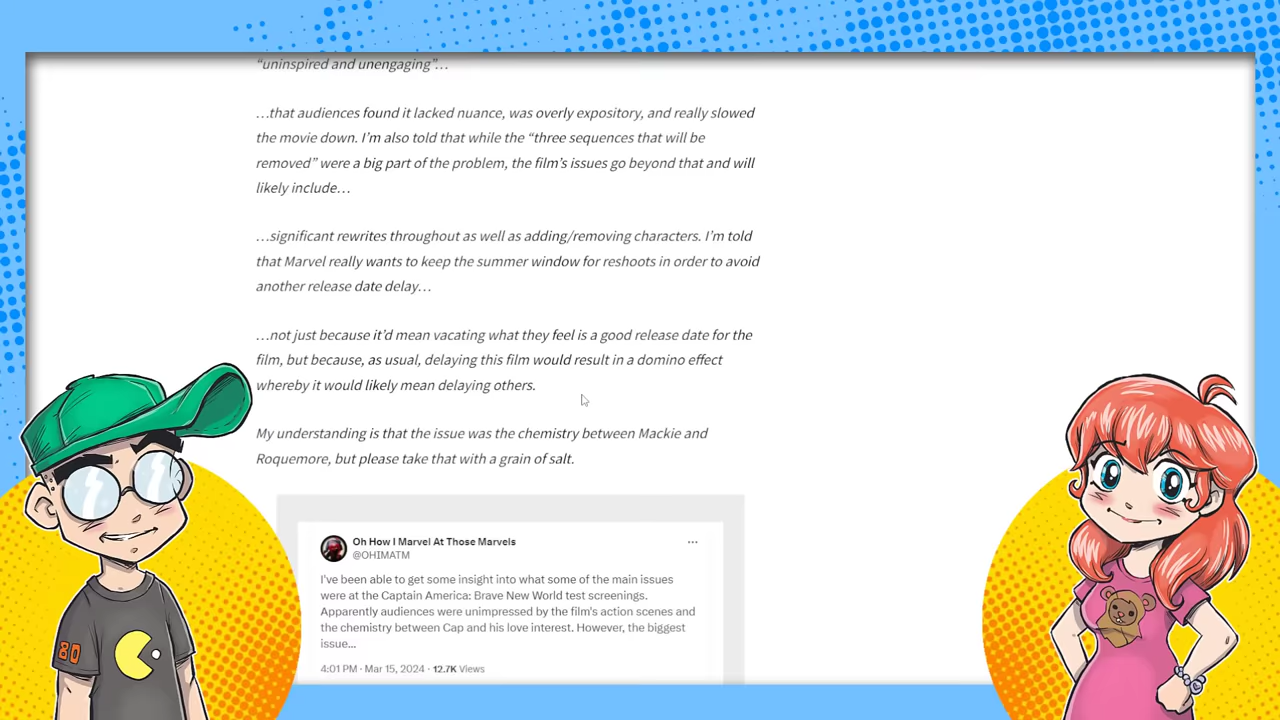 “uninspired and unengaging”…
…that audiences found it lacked nuance, was overly expository, and really slowed
the movie down. I’m also told that while the “three sequences that will be
removed” were a big part of the problem, the film’s issues go beyond that and will
likely include…
…significant rewrites throughout as well as adding/removing characters. I’m told
that Marvel really wants to keep the summer window for reshoots in order to avoid
another release date delay…
…not just because it’d mean vacating what they feel is a good release date for the
film, but because, as usual, delaying this film would result in a domino effect
whereby it would likely mean delaying others.
My understanding is that the issue was the chemistry between Mackie and
Roquemore, but please take that with a grain of salt.
Oh How I Marvel At Those Marvels
@OHIMATM
I've been able to get some insight into what some of the main issues
were at the Captain America: Brave New World test screenings.
Apparently audiences were unimpressed by the film's action scenes and
the chemistry between Cap and his love interest. However, the biggest
issue...
4:01 PM · Mar 15, 2024 · 12.7K Views
80